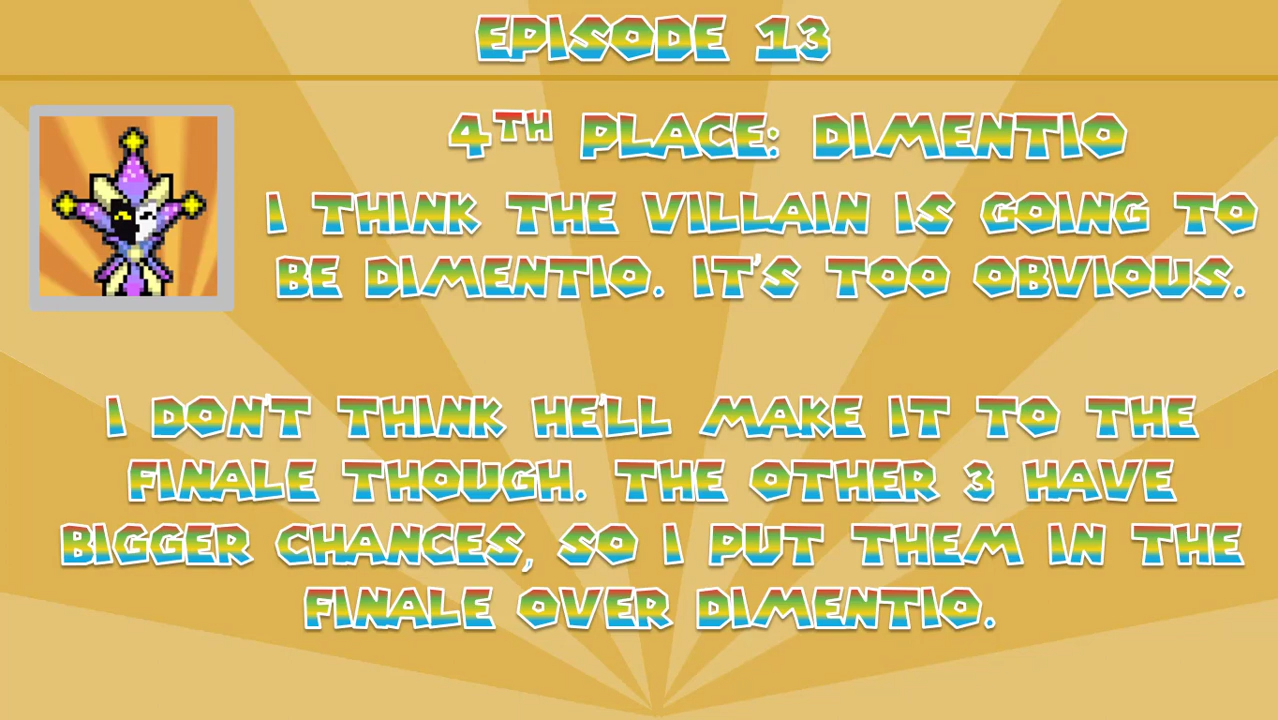 EPISODE 13
4TH PLACE: DIMENTIO
I THINK THE VILLAIN IS GOING TO
BE DIMENTIO. IT'S TOO OBVIOUS.
I DON'T THINK HE'LL MAKE IT TO THE
FINALE THOUGH. THE OTHER 3 HAVE
BIGGER CHANCES, SO I PUT THEM IN THE
FINALE OVER DIMENTIO.